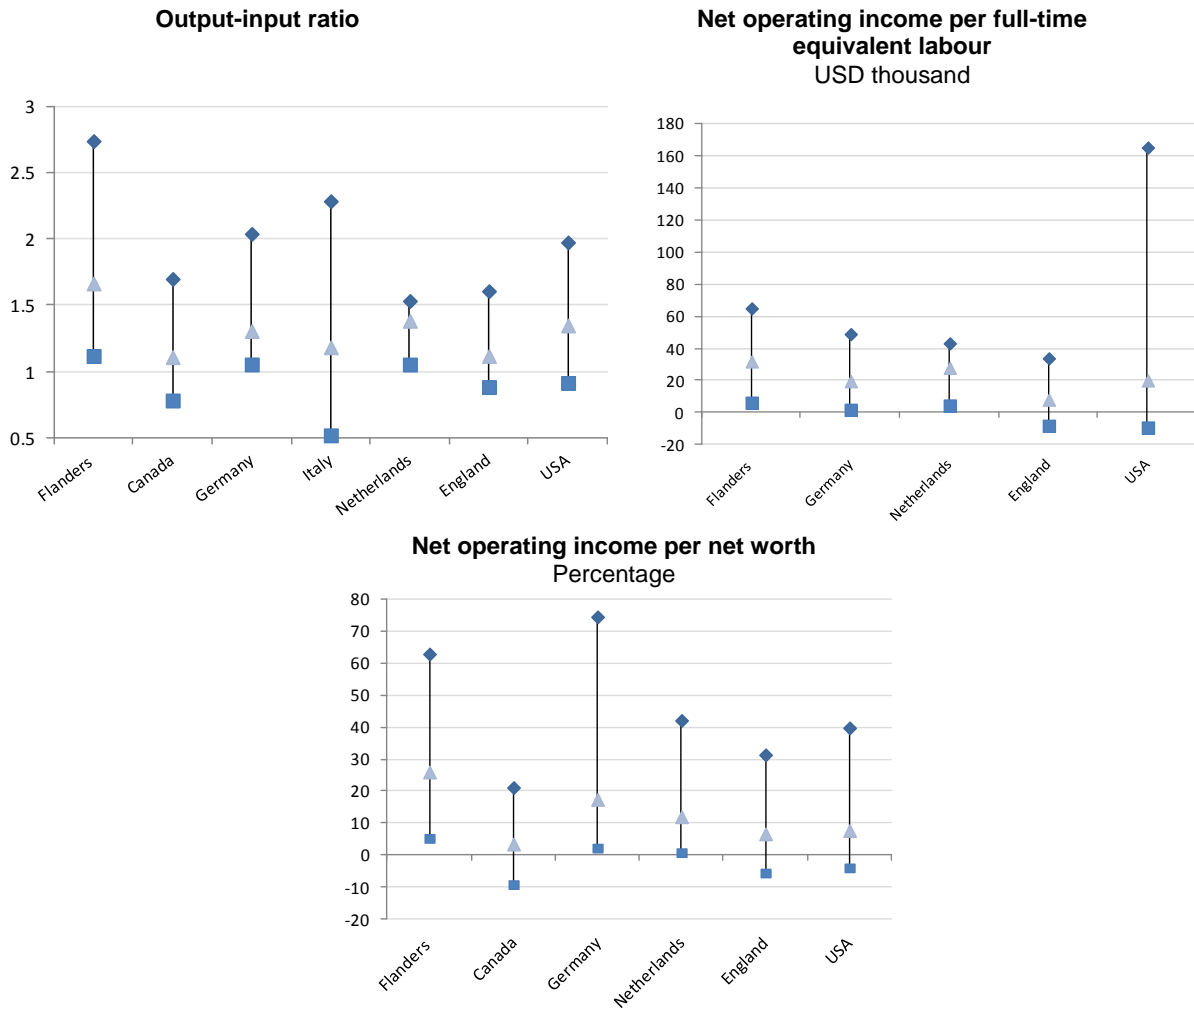 Output-input ratio
3
2.5
2
1.5
1
0.5
Flanders
Canada
Germany
Italy
Netherlands
England
USA
Net operating income per full-time
equivalent labour
USD thousand
180
160
140
120
100
80
60
40
20
0
-20
Flanders
Germany
Netherlands
England
USA
Net operating income per net worth
Percentage
80
70
60
50
40
30
20
10
0
-10
-20
Flanders
Canada
Germany
Netherlands
England
USA